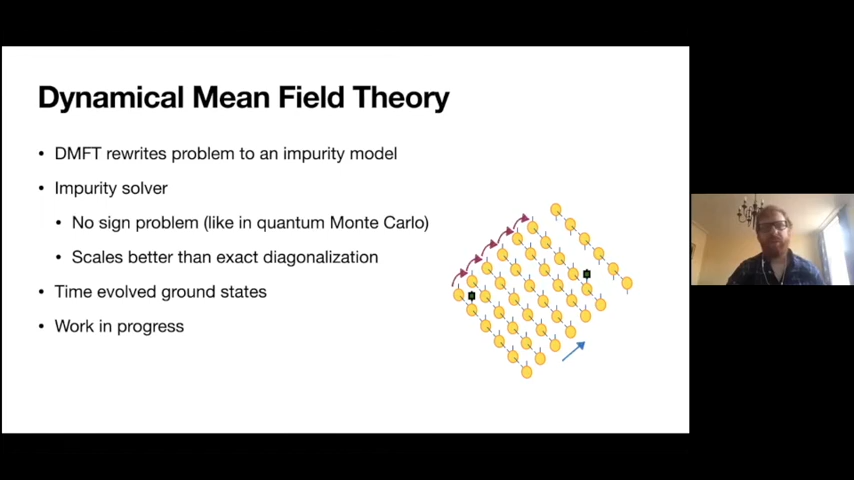 Dynamical Mean Field Theory
• DMFT rewrites problem to an impurity model
• Impurity solver
• No sign problem (like in quantum Monte Carlo)
• Scales better than exact diagonalization
• Time evolved ground states
• Work in progress